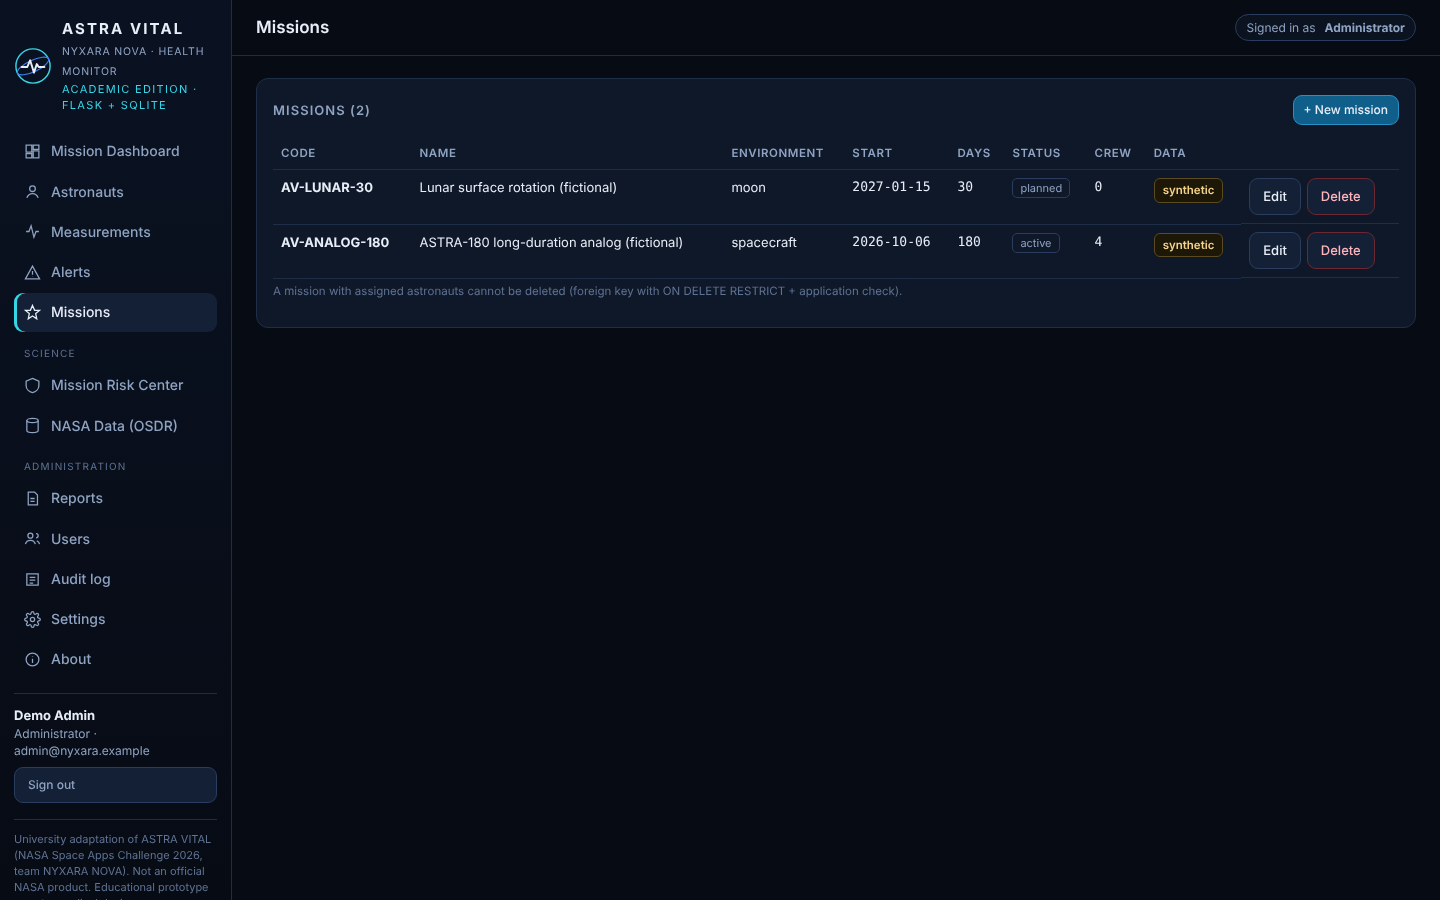 ASTRA VITAL
NYXARA NOVA · HEALTH
MONITOR
ACADEMIC EDITION ·
FLASK + SQLITE
Mission Dashboard
Astronauts
Measurements
Alerts
Missions
SCIENCE
Mission Risk Center
NASA Data (OSDR)
ADMINISTRATION
Reports
Users
Audit log
Settings
About
Demo Admin
Administrator ·
admin@nyxara.example
Sign out
University adaptation of ASTRA VITAL
(NASA Space Apps Challenge 2026,
team NYXARA NOVA). Not an official
NASA product. Educational prototype
Missions
Signed in as Administrator
MISSIONS (2)
+ New mission
CODE NAME ENVIRONMENT START DAYS STATUS CREW DATA
AV-LUNAR-30 Lunar surface rotation (fictional) moon 2027-01-15 30 planned 0 synthetic Edit Delete
AV-ANALOG-180 ASTRA-180 long-duration analog (fictional) spacecraft 2026-10-06 180 active 4 synthetic Edit Delete
A mission with assigned astronauts cannot be deleted (foreign key with ON DELETE RESTRICT + application check).